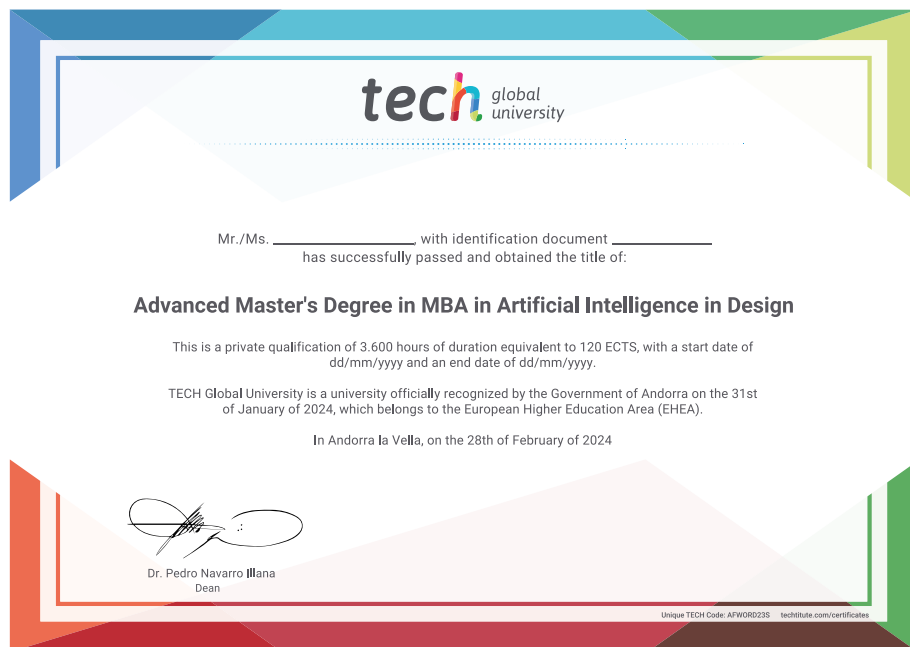 tech global
university
Mr./Ms. ____________, with identification document ____________
has successfully passed and obtained the title of:
Advanced Master's Degree in MBA in Artificial Intelligence in Design
This is a private qualification of 3.600 hours of duration equivalent to 120 ECTS, with a start date of
dd/mm/yyyy and an end date of dd/mm/yyyy.
TECH Global University is a university officially recognized by the Government of Andorra on the 31st
of January of 2024, which belongs to the European Higher Education Area (EHEA).
In Andorra la Vella, on the 28th of February of 2024
Dr. Pedro Navarro Illana
Dean
Unique TECH Code: AFWORD23S techtitute.com/certificates